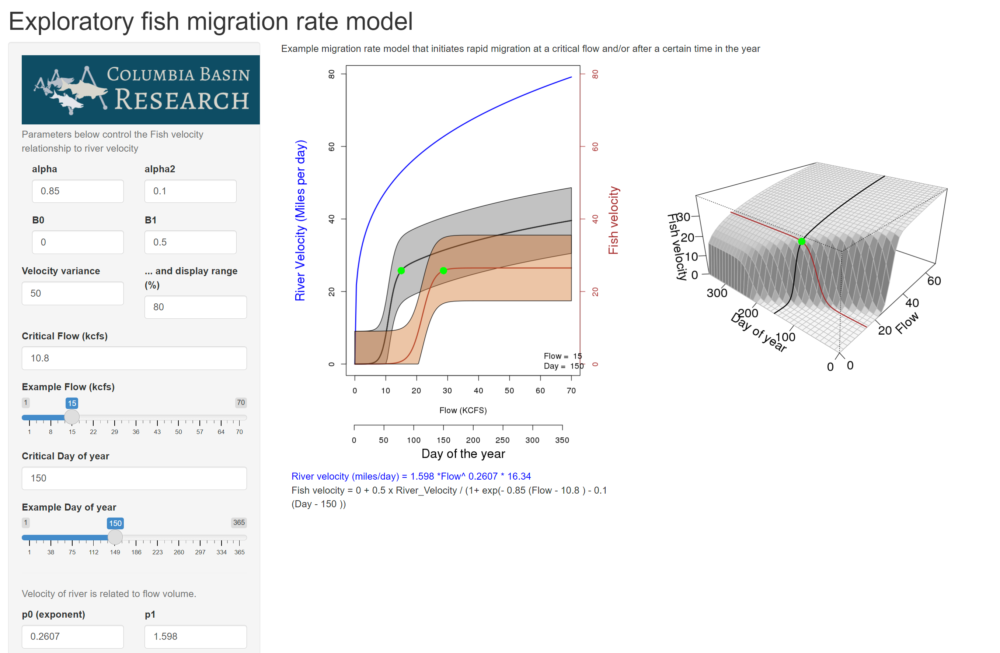 Exploratory fish migration rate model
COLUMBIA BASIN
RESEARCH
Parameters below control the Fish velocity
relationship to river velocity
alpha alpha2
0.85 0.1
B0 B1
0 0.5
Velocity variance ... and display range
(%)
50
80
Critical Flow (kcfs)
10.8
Example Flow (kcfs)
1 15 70
1 8 15 22 29 36 43 50 57 64 70
Critical Day of year
150
Example Day of year
1 150 365
1 38 75 112 149 186 223 260 297 334 365
Velocity of river is related to flow volume.
p0 (exponent) p1
0.2607 1.598
Example migration rate model that initiates rapid migration at a critical flow and/or after a certain time in the year
River Velocity (Miles per day)
80
60
40
20
0
80
60
40
20
0
Fish velocity
Flow = 15
Day = 150
0 10 20 30 40 50 60 70
Flow (KCFS)
0 50 100 150 200 250 300 350
Day of the year
River velocity (miles/day) = 1.598 *Flow^ 0.2607 * 16.34
Fish velocity = 0 + 0.5 x River_Velocity / (1+ exp(- 0.85 (Flow - 10.8 ) - 0.1
(Day - 150 ))
Fish velocity
30
20
10
0
300
200
100
0
Day of year
0
20
40
60
Flow